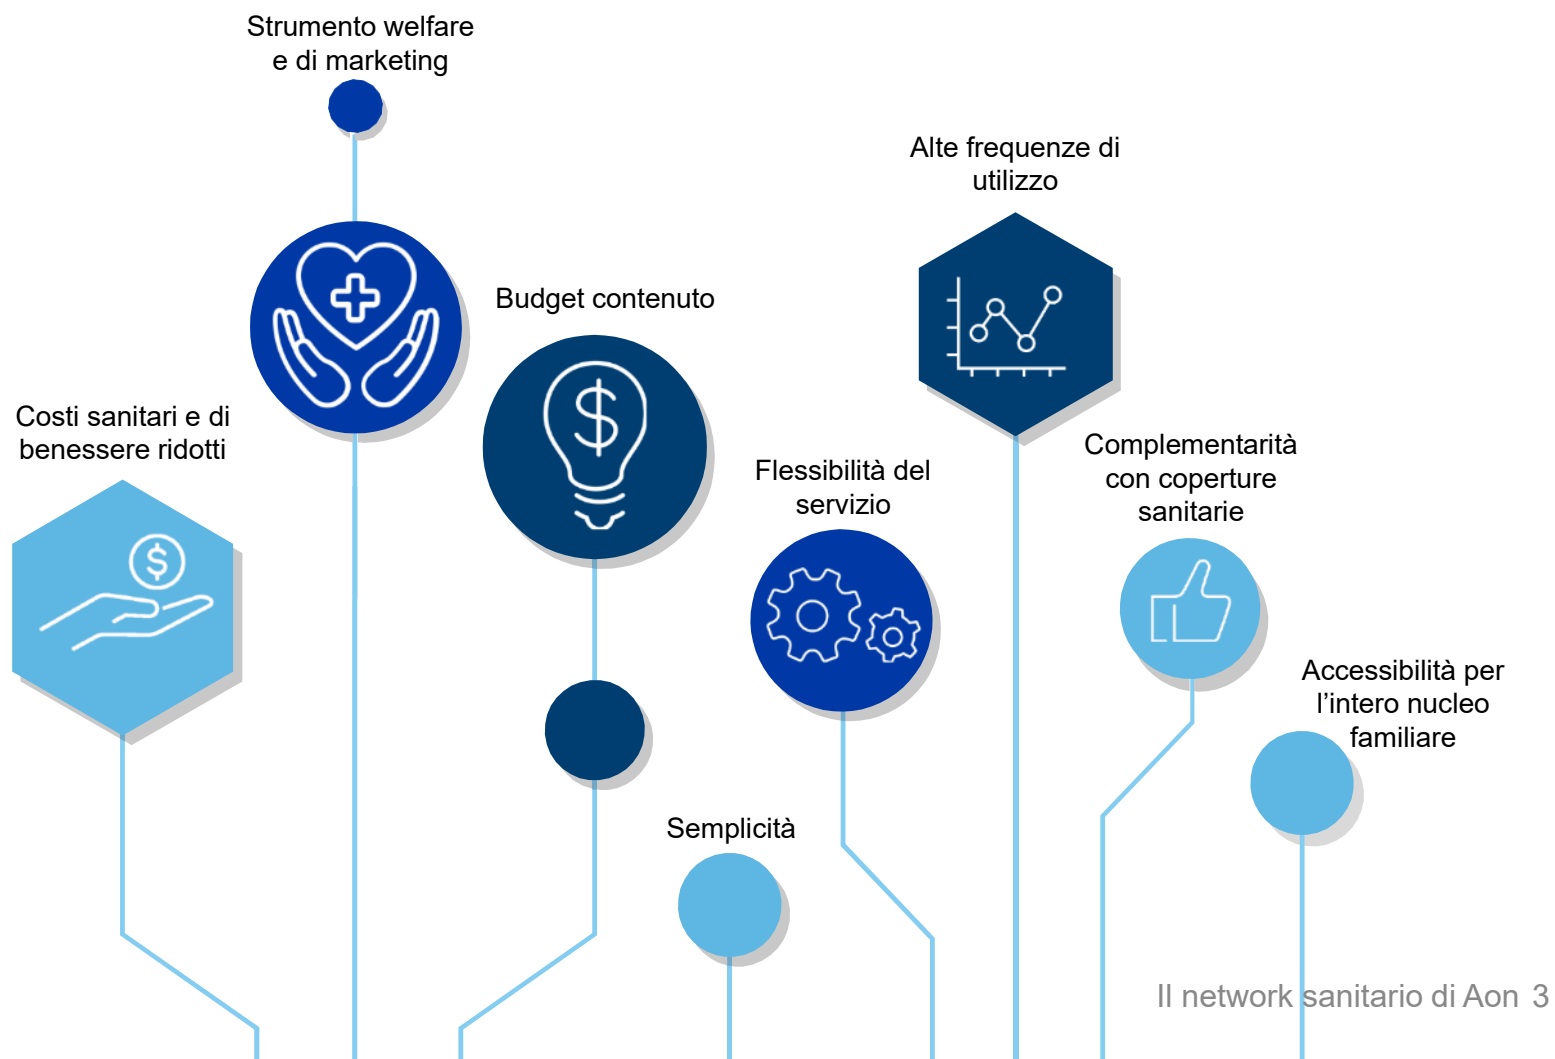 Strumento welfare
e di marketing
Alte frequenze di
utilizzo
Budget contenuto
Costi sanitari e di
benessere ridotti
Complementarità
con coperture
sanitarie
Flessibilità del
servizio
Accessibilità per
l’intero nucleo
familiare
Semplicità
Il network sanitario di Aon 3